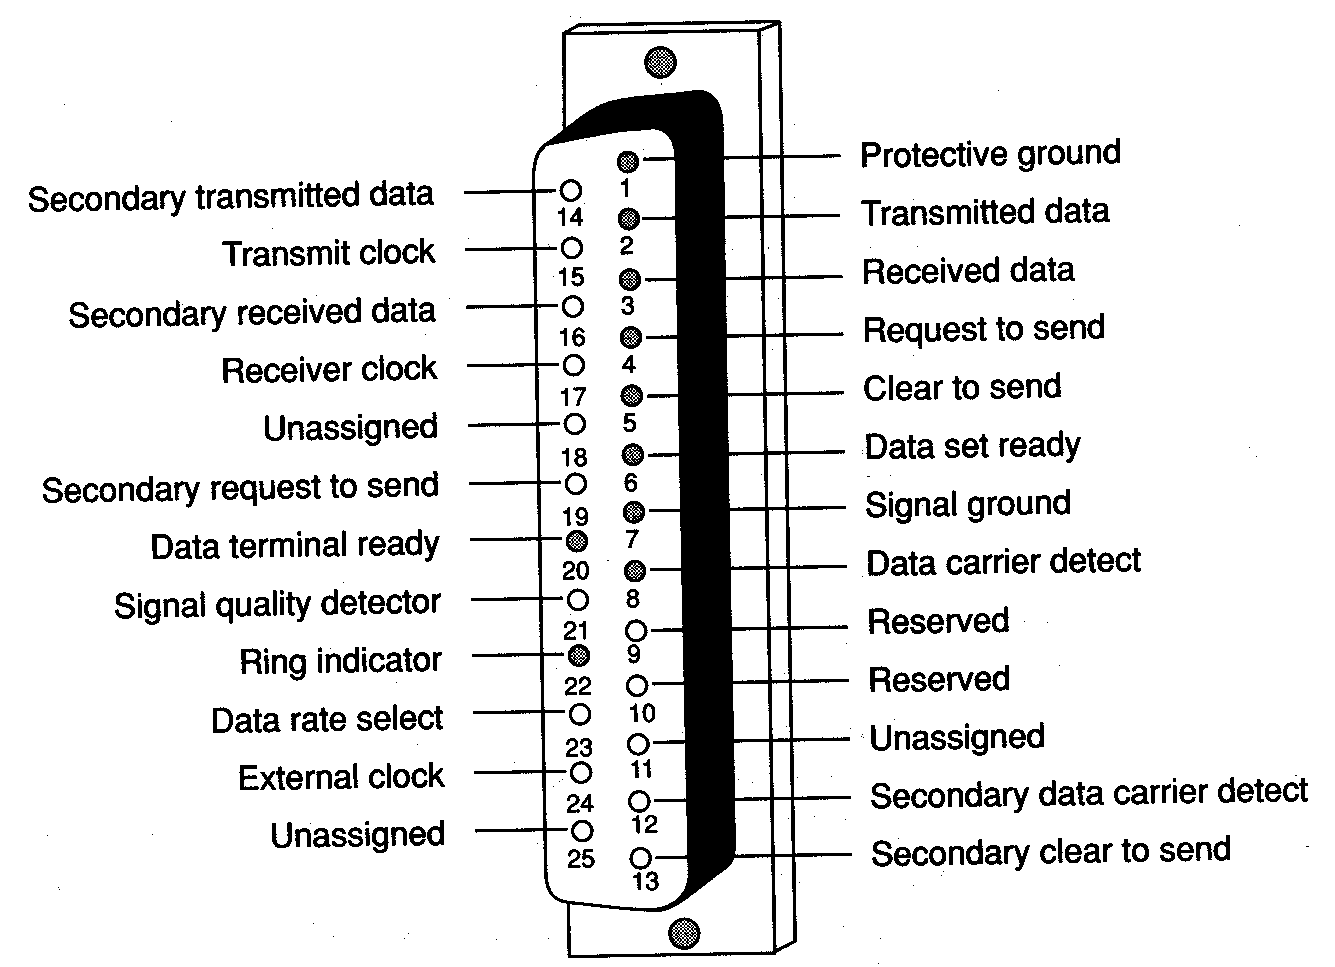 Protective ground
Secondary transmitted data
1
14
Transmitted data
Transmit clock
2
15
Received data
Secondary received data
3
16
Request to send
Receiver clock
4
17
Clear to send
Unassigned
5
18
Data set ready
Secondary request to send
6
19
Signal ground
Data terminal ready
7
20
Data carrier detect
Signal quality detector
8
21
Reserved
Ring indicator
9
22
Reserved
Data rate select
10
23
Unassigned
External clock
11
24
Secondary data carrier detect
Unassigned
12
25
Secondary clear to send
13